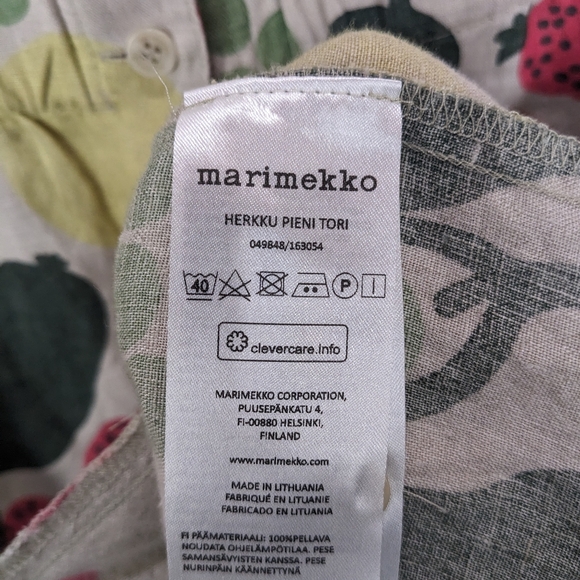 marimekko
HERKKU PIENI TORI
049848/163054
40 P
clevercare.info
MARIMEKKO CORPORATION,
PUUSEPÄNKATU 4,
FI-00880 HELSINKI,
FINLAND
www.marimekko.com
MADE IN LITHUANIA
FABRIQUÉ EN LITUANIE
FABRICADO EN LITUANIA
FI PÄÄMATERIAALI: 100%PELLAVA
NOUDATA OHJELÄMPÖTILAA. PESE
SAMANSÄVYISTEN KANSSA. PESE
NURINPÄIN KÄÄNNETTYNÄ